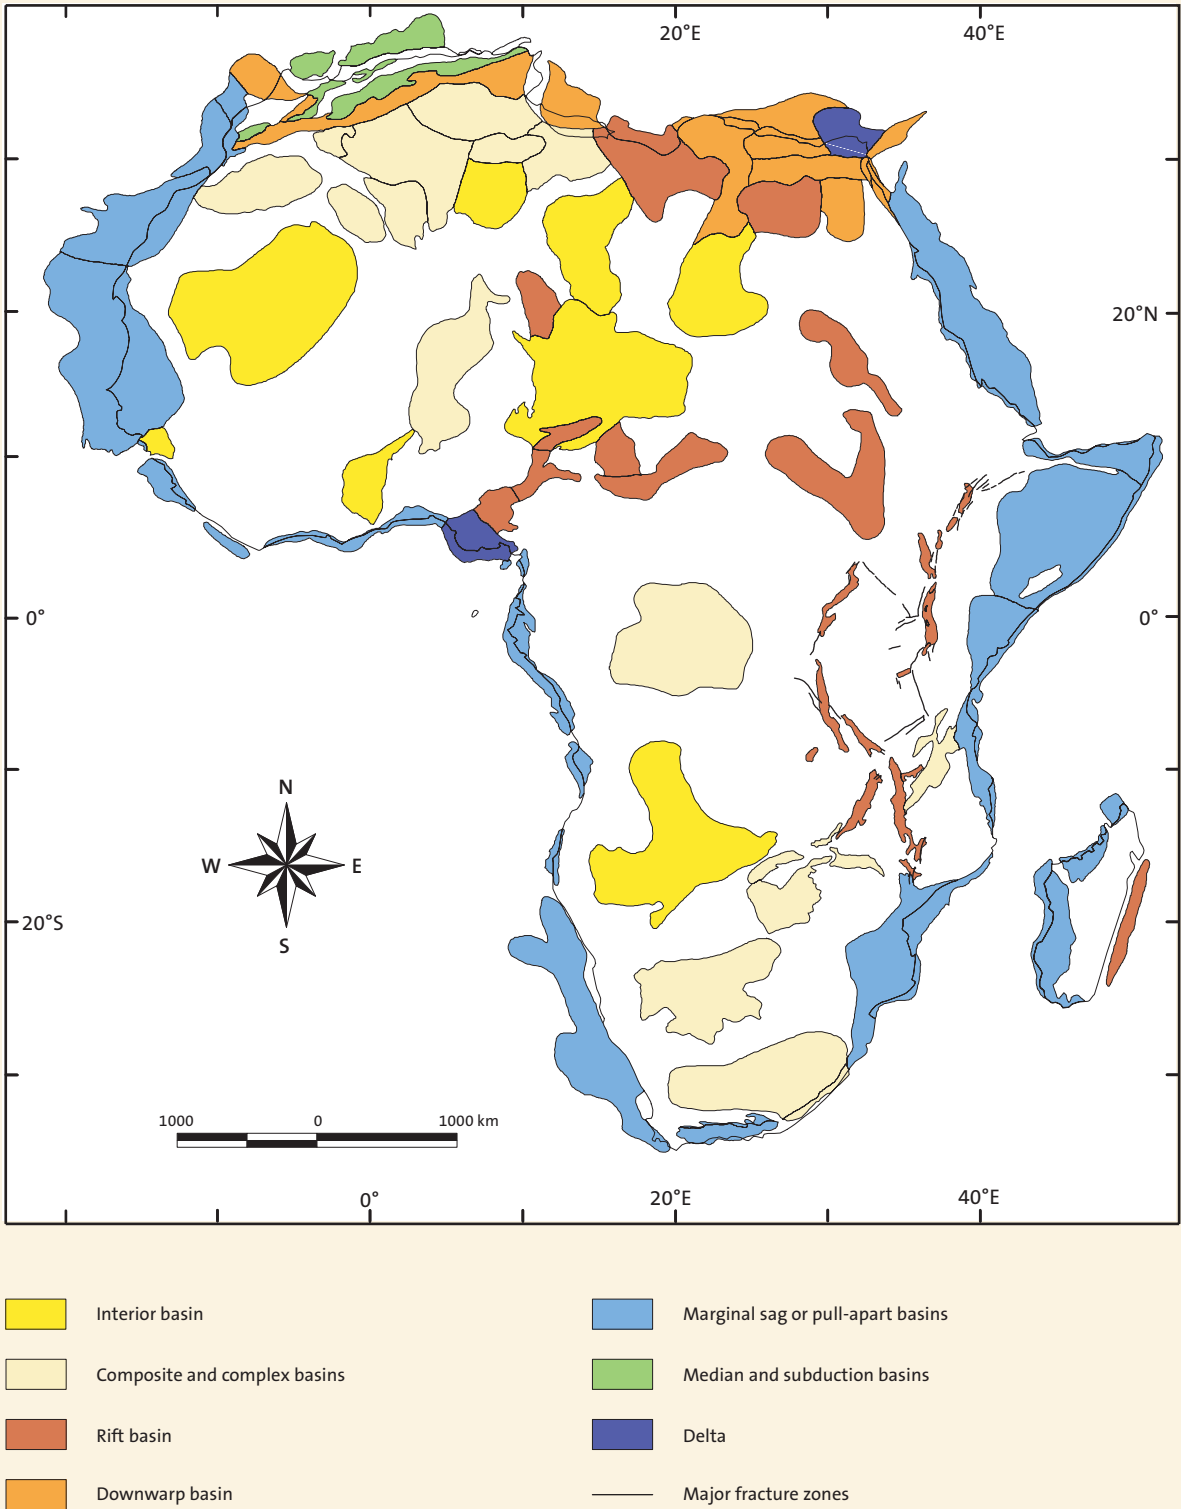 20°E 40°E
20°N
0° 0°
N
W E
S
20°S
1000 0 1000 km
0° 20°E 40°E
Interior basin
Composite and complex basins
Rift basin
Downwarp basin
Marginal sag or pull-apart basins
Median and subduction basins
Delta
Major fracture zones